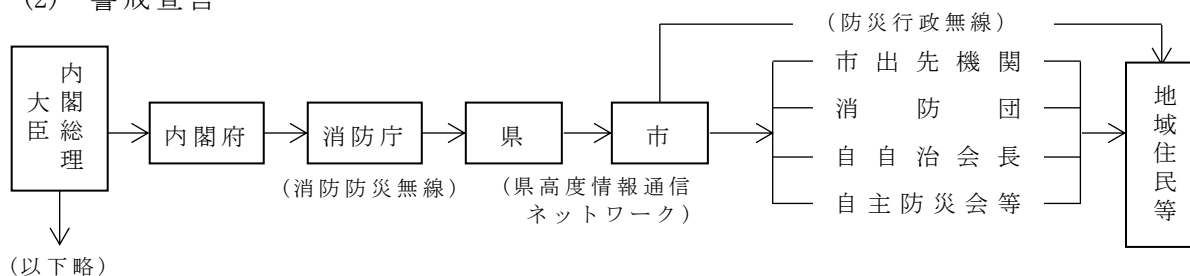 (2) 警戒宣言
(防災行政無線)
内閣総理
大臣
内閣府
消防庁
県
市
市出先機関
消防団
自自治会長
自主防災会等
地域住民等
(消防防災無線)
(県高度情報通信
ネットワーク)
(以下略)